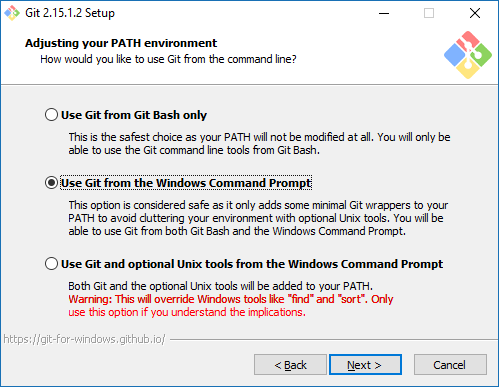 Git 2.15.1.2 Setup
Adjusting your PATH environment
How would you like to use Git from the command line?
Use Git from Git Bash only
This is the safest choice as your PATH will not be modified at all. You will only be
able to use the Git command line tools from Git Bash.
Use Git from the Windows Command Prompt
This option is considered safe as it only adds some minimal Git wrappers to your
PATH to avoid cluttering your environment with optional Unix tools. You will be
able to use Git from both Git Bash and the Windows Command Prompt.
Use Git and optional Unix tools from the Windows Command Prompt
Both Git and the optional Unix tools will be added to your PATH.
Warning: This will override Windows tools like "find" and "sort". Only
use this option if you understand the implications.
https://git-for-windows.github.io/
< Back
Next >
Cancel